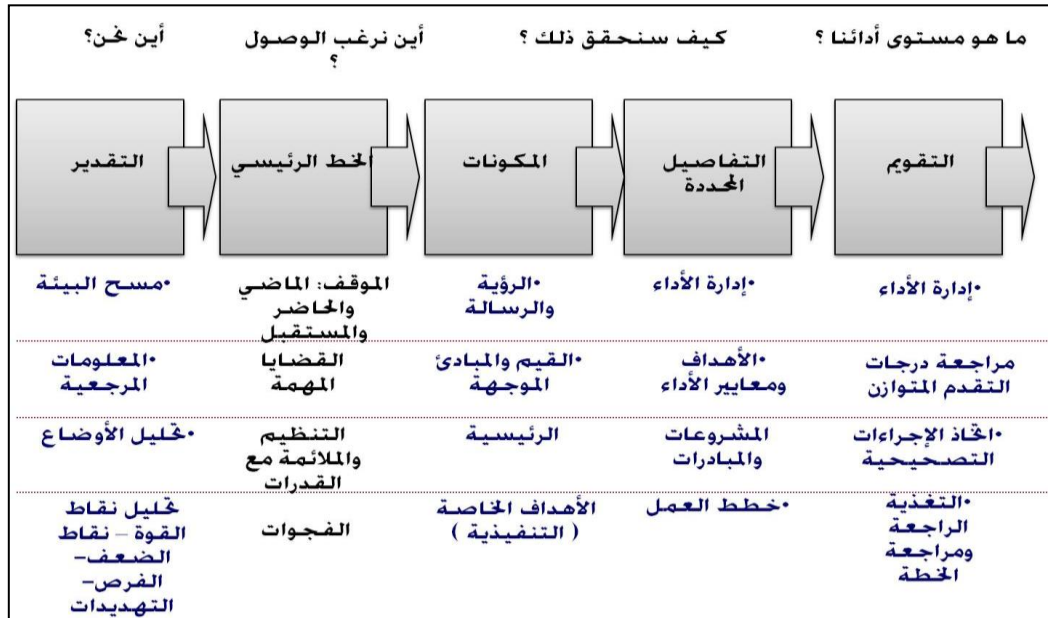 أين نحن؟
أين نرغب الوصول
؟
كيف سنحقق ذلك ؟
ما هو مستوى أدائنا ؟
التقدير
الخط الرئيسي
المكونات
التفاصيل
المحددة
التقويم
•مسح البيئة
الموقف: الماضي
والحاضر
والمستقبل
•الرؤية
والرسالة
•إدارة الأداء
•إدارة الأداء
•المعلومات
المرجعية
القضايا
المهمة
•القيم والمبادئ
الموجهة
•الأهداف
ومعايير الأداء
مراجعة درجات
التقدم المتوازن
•تحليل الأوضاع
التنظيم
والملائمة مع
القدرات
الرئيسية
المشروعات
والمبادرات
•اتخاذ الإجراءات
التصحيحية
تحليل نقاط
القوة – نقاط
الضعف–
الفرص–
التهديدات
الفجوات
الأهداف الخاصة
( التنفيذية )
•خطط العمل
•التغذية
الراجعة
ومراجعة
الخطة